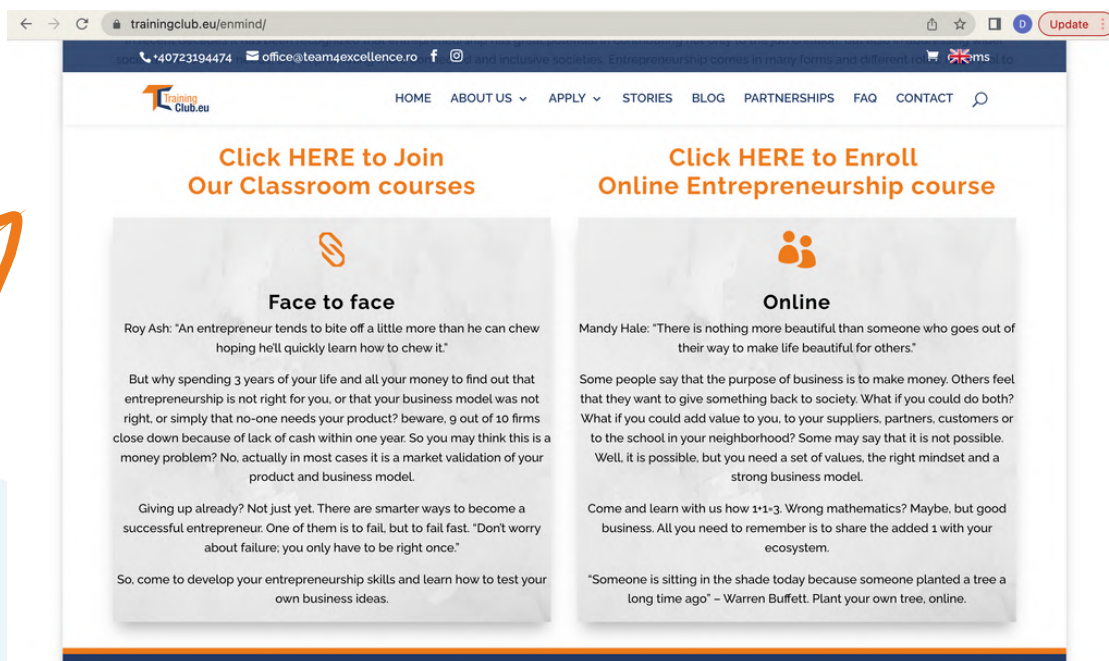 trainingclub.eu/enmind/
Update
+40723194474 office@team4excellence.ro
Training
Club.eu
HOME ABOUT US APPLY STORIES BLOG PARTNERSHIPS FAQ CONTACT
Click HERE to Join
Our Classroom courses
Face to face
Roy Ash: “An entrepreneur tends to bite off a little more than he can chew
hoping he’ll quickly learn how to chew it.”
But why spending 3 years of your life and all your money to find out that
entrepreneurship is not right for you, or that your business model was not
right, or simply that no-one needs your product? beware, 9 out of 10 firms
close down because of lack of cash within one year. So you may think this is a
money problem? No, actually in most cases it is a market validation of your
product and business model.
Giving up already? Not just yet. There are smarter ways to become a
successful entrepreneur. One of them is to fail, but to fail fast. “Don’t worry
about failure; you only have to be right once.”
So, come to develop your entrepreneurship skills and learn how to test your
own business ideas.
Click HERE to Enroll
Online Entrepreneurship course
Online
Mandy Hale: “There is nothing more beautiful than someone who goes out of
their way to make life beautiful for others.”
Some people say that the purpose of business is to make money. Others feel
that they want to give something back to society. What if you could do both?
What if you could add value to you, to your suppliers, partners, customers or
to the school in your neighborhood? Some may say that it is not possible.
Well, it is possible, but you need a set of values, the right mindset and a
strong business model.
Come and learn with us how 1+1=3. Wrong mathematics? Maybe, but good
business. All you need to remember is to share the added 1 with your
ecosystem.
“Someone is sitting in the shade today because someone planted a tree a
long time ago” – Warren Buffett. Plant your own tree, online.